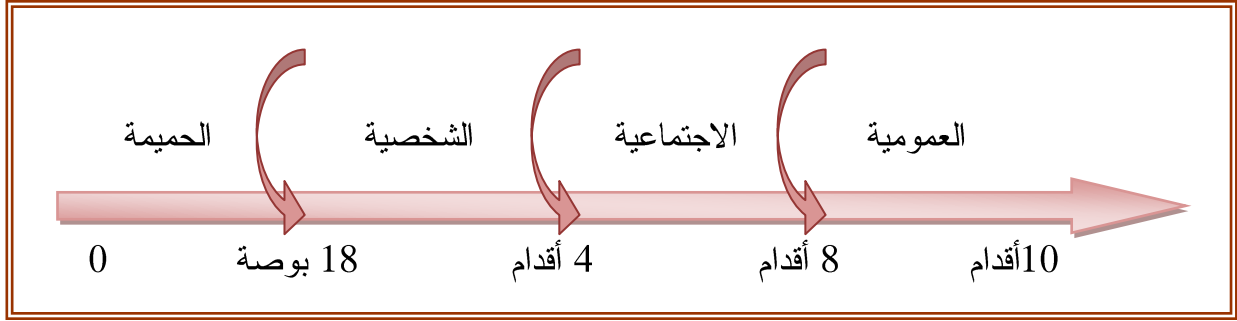 الحميمة الشخصية الاجتماعية العمومية
0 18 بوصة 4 أقدام 8 أقدام 10أقدام